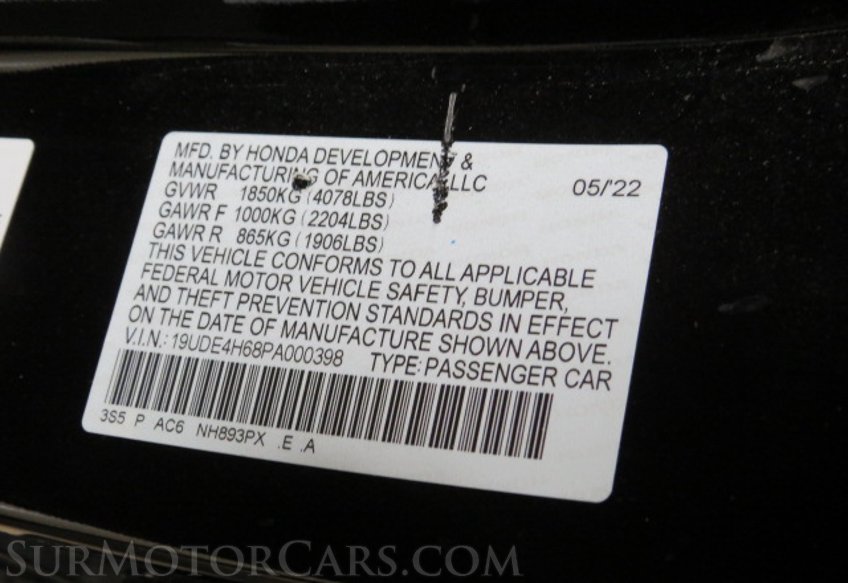 MFD. BY HONDA DEVELOPMENT &
MANUFACTURING OF AMERICA, LLC 05/'22
GVWR 1850KG (4078LBS)
GAWR F 1000KG (2204LBS)
GAWR R 865KG (1906LBS)
THIS VEHICLE CONFORMS TO ALL APPLICABLE
FEDERAL MOTOR VEHICLE SAFETY, BUMPER,
AND THEFT PREVENTION STANDARDS IN EFFECT
ON THE DATE OF MANUFACTURE SHOWN ABOVE.
V.I.N.: 19UDE4H68PA000398 TYPE: PASSENGER CAR
3S5 P AC6 NH893PX .E .A
SURMOTORCARS.COM